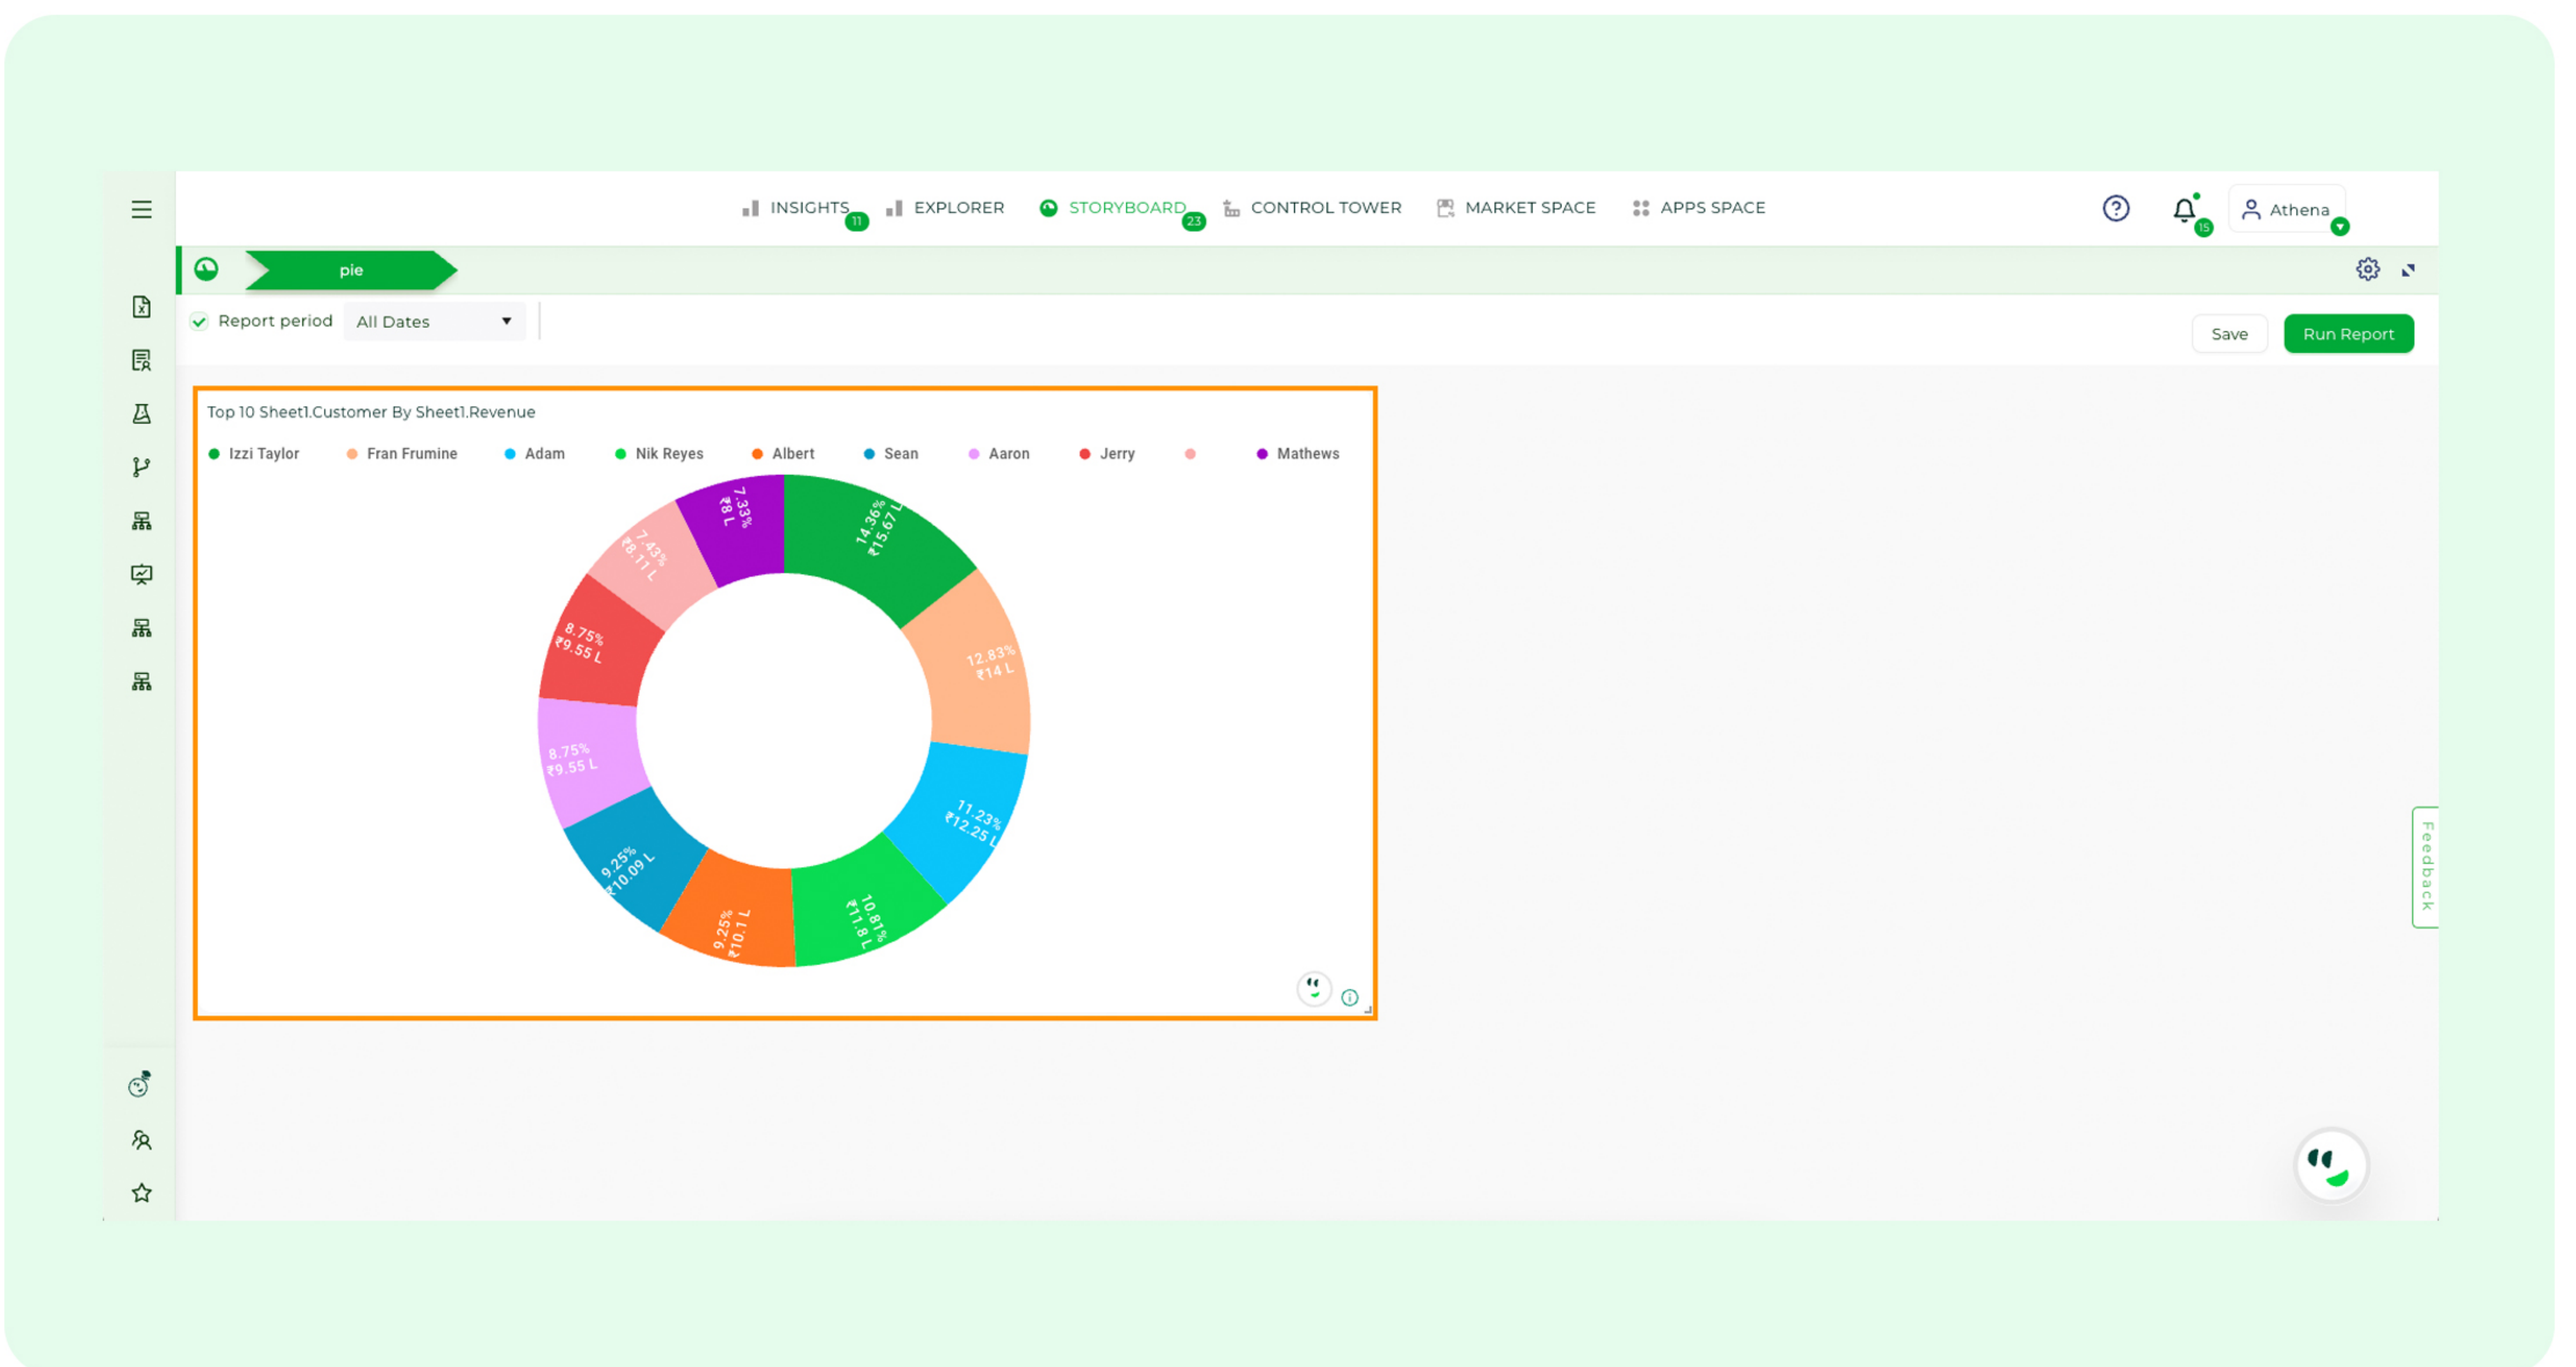 INSIGHTS 11 EXPLORER STORYBOARD 23 CONTROL TOWER MARKET SPACE APPS SPACE 15 Athena
pie
Report period All Dates Save Run Report
Top 10 Sheet1.Customer By Sheet1.Revenue
Izzi Taylor Fran Frumine Adam Nik Reyes Albert Sean Aaron Jerry Mathews
14.36%
₹15.67 L
12.83%
₹14 L
11.23%
₹12.25 L
10.81%
₹11.8 L
9.25%
₹10.1 L
9.25%
₹10.09 L
8.75%
₹9.55 L
8.75%
₹9.55 L
7.43%
₹8.11 L
7.33%
₹8 L
Feedback